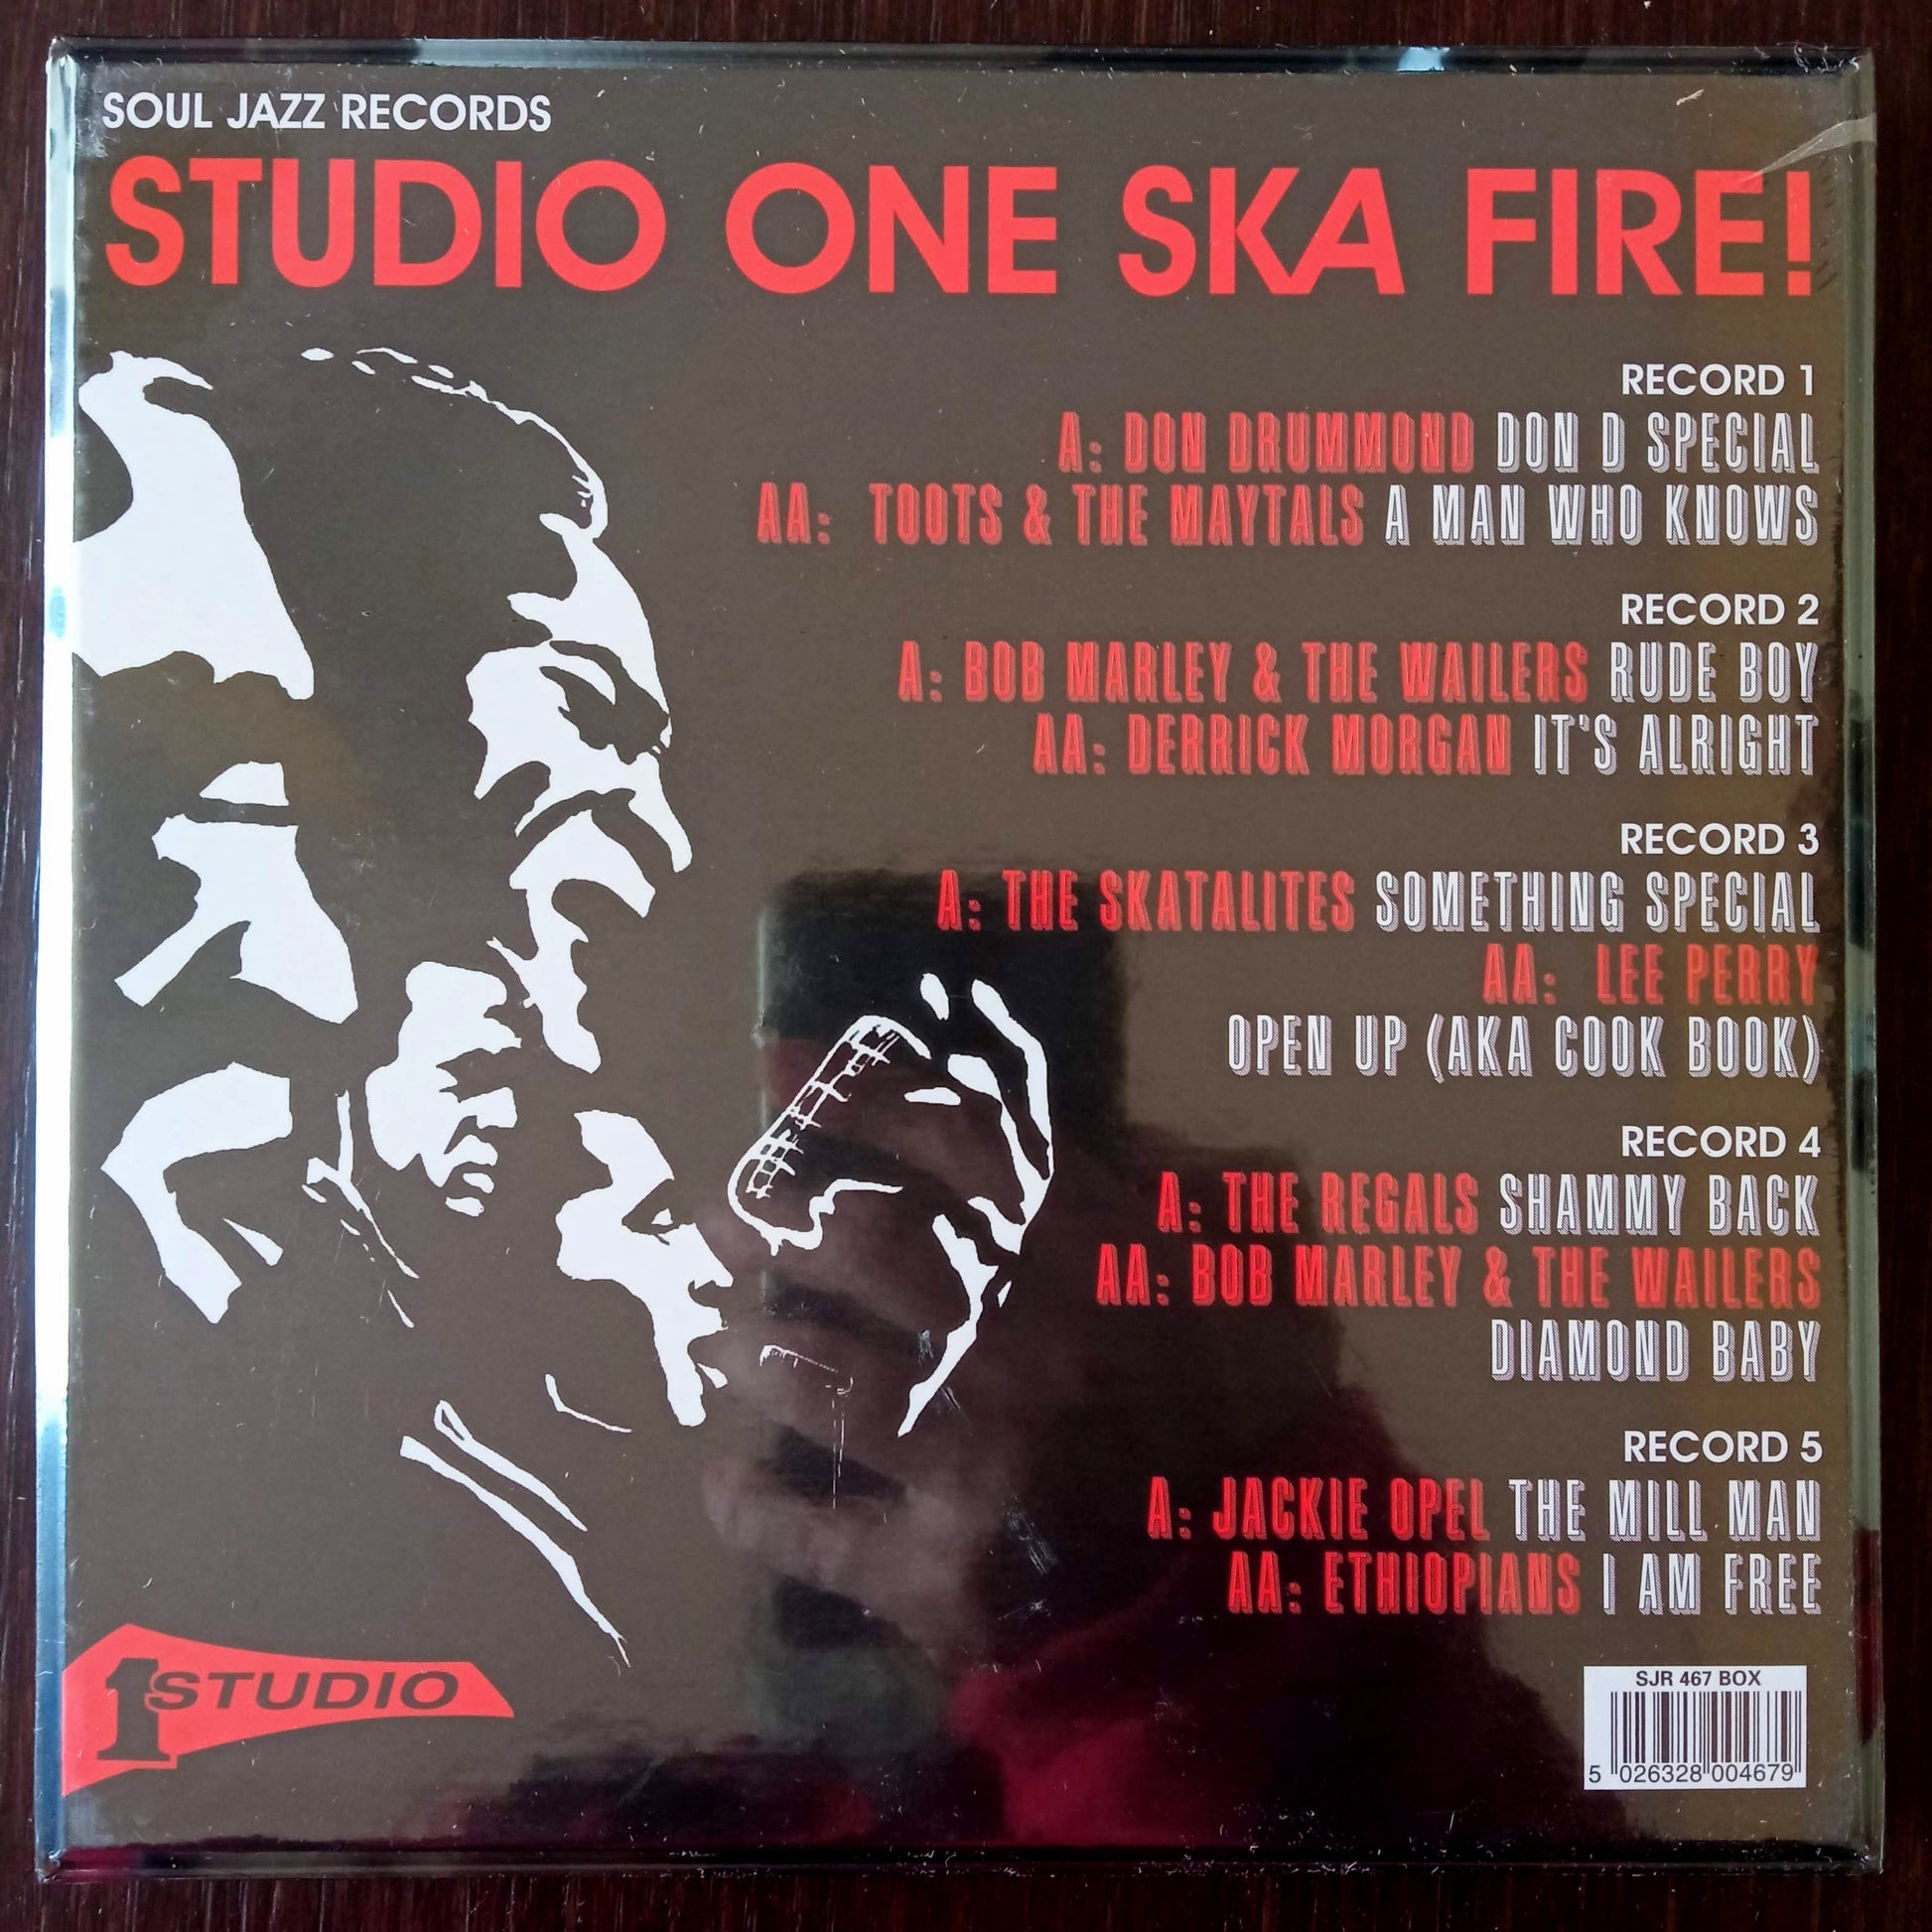 SOUL JAZZ RECORDS
STUDIO ONE SKA FIRE!
RECORD 1
A: DON DRUMMOND DON D SPECIAL
AA: TOOTS & THE MAYTALS A MAN WHO KNOWS
RECORD 2
A: BOB MARLEY & THE WAILERS RUDE BOY
AA: DERRICK MORGAN IT'S ALRIGHT
RECORD 3
A: THE SKATALITES SOMETHING SPECIAL
AA: LEE PERRY
OPEN UP (AKA COOK BOOK)
RECORD 4
A: THE REGALS SHAMMY BACK
AA: BOB MARLEY & THE WAILERS
DIAMOND BABY
RECORD 5
A: JACKIE OPEL THE MILL MAN
AA: ETHIOPIANS I AM FREE
1 STUDIO
SJR 467 BOX
5 026328 004679